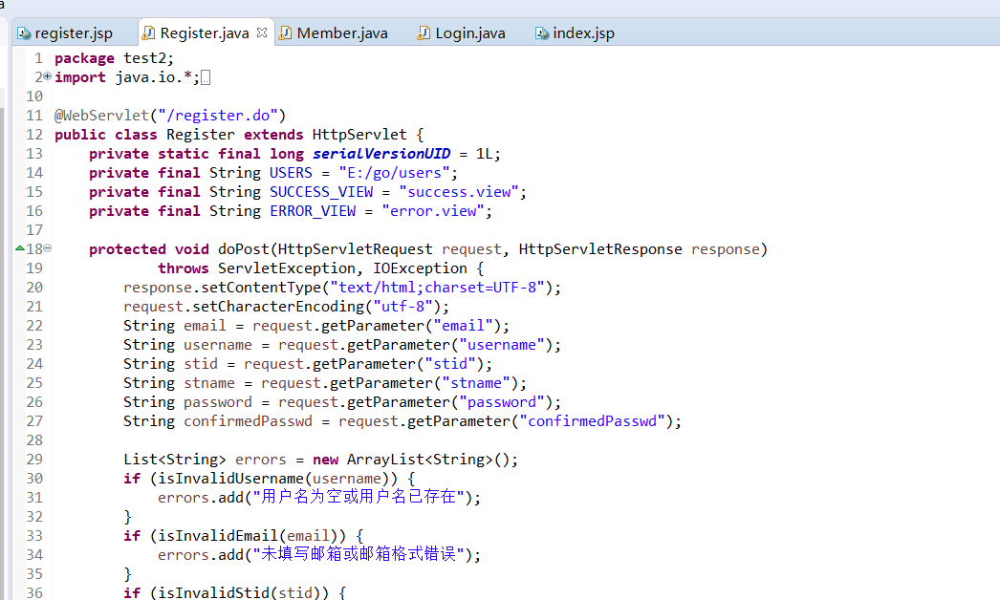 a
register.jsp Register.java Member.java Login.java index.jsp
1 package test2;
2 import java.io.*;
10
11 @WebServlet("/register.do")
12 public class Register extends HttpServlet {
13 private static final long serialVersionUID = 1L;
14 private final String USERS = "E:/go/users";
15 private final String SUCCESS_VIEW = "success.view";
16 private final String ERROR_VIEW = "error.view";
17
18 protected void doPost(HttpServletRequest request, HttpServletResponse response)
19 throws ServletException, IOException {
20 response.setContentType("text/html;charset=UTF-8");
21 request.setCharacterEncoding("utf-8");
22 String email = request.getParameter("email");
23 String username = request.getParameter("username");
24 String stid = request.getParameter("stid");
25 String stname = request.getParameter("stname");
26 String password = request.getParameter("password");
27 String confirmedPasswd = request.getParameter("confirmedPasswd");
28
29 List<String> errors = new ArrayList<String>();
30 if (isInvalidUsername(username)) {
31 errors.add("用户名为空或用户名已存在");
32 }
33 if (isInvalidEmail(email)) {
34 errors.add("未填写邮箱或邮箱格式错误");
35 }
36 if (isInvalidStid(stid)) {